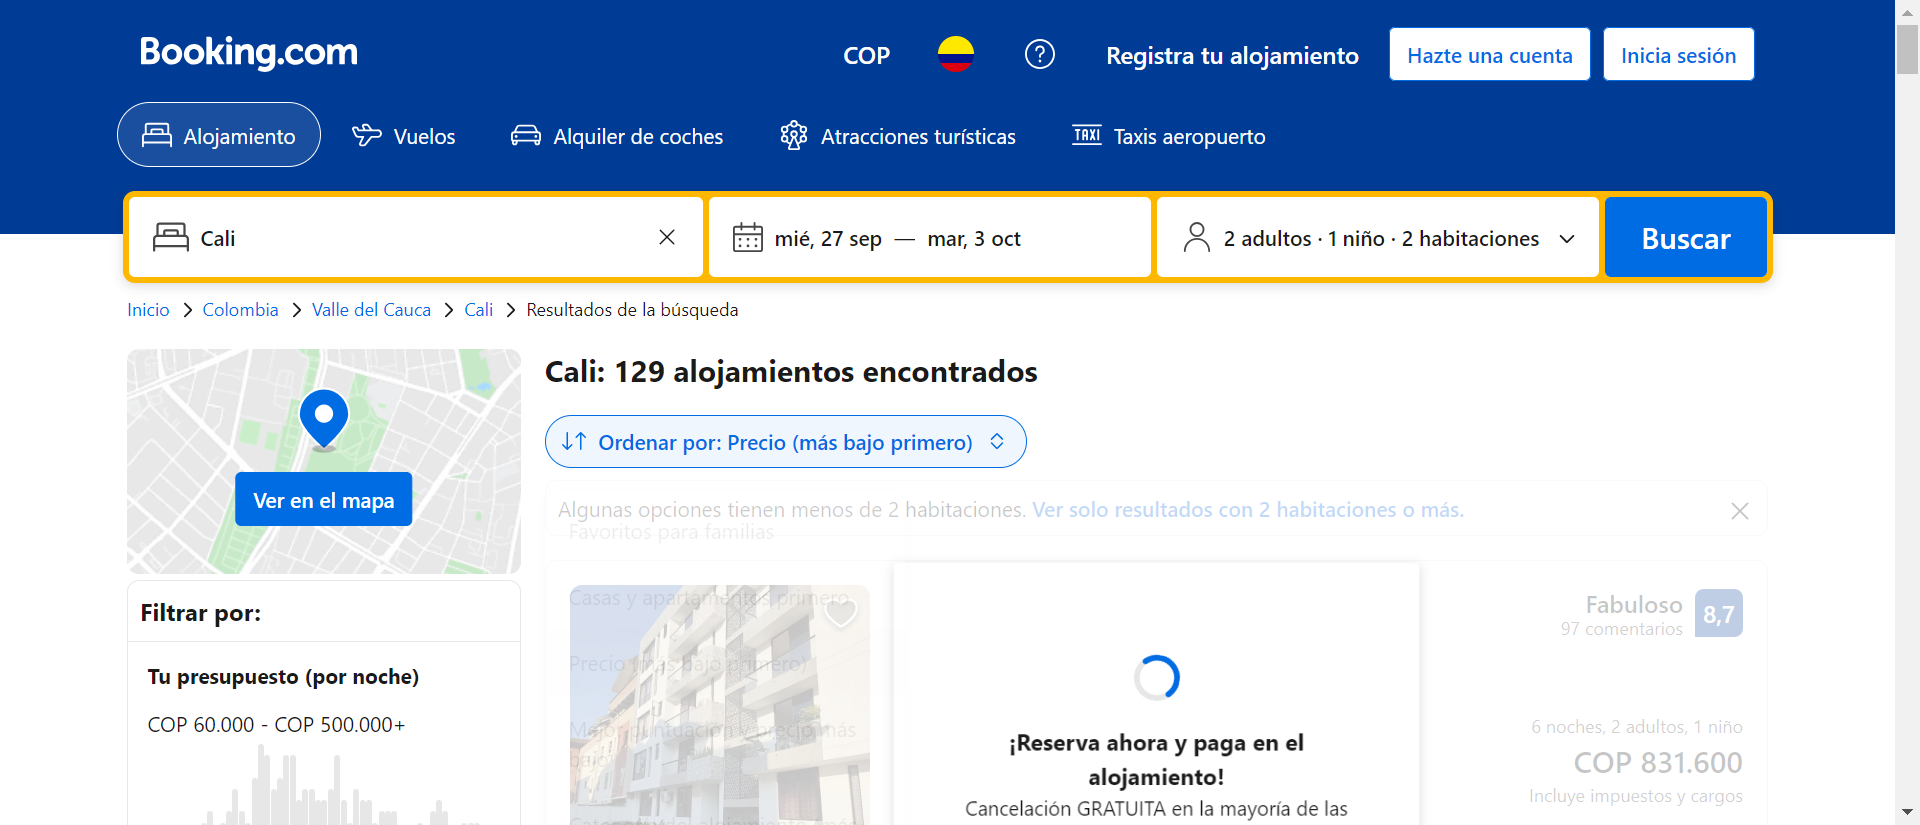 Booking.com
COP
Registra tu alojamiento
Hazte una cuenta
Inicia sesión
Alojamiento
Vuelos
Alquiler de coches
Atracciones turísticas
TAXI
Taxis aeropuerto
Cali
mié, 27 sep — mar, 3 oct
2 adultos · 1 niño · 2 habitaciones
Buscar
Inicio
Colombia
Valle del Cauca
Cali
Resultados de la búsqueda
Ver en el mapa
Filtrar por:
Tu presupuesto (por noche)
COP 60.000 - COP 500.000+
Cali: 129 alojamientos encontrados
Ordenar por: Precio (más bajo primero)
Algunas opciones tienen menos de 2 habitaciones. Ver solo resultados con 2 habitaciones o más.
Favoritos para familias
Casas y apartamentos primero
Precio (más bajo primero)
Mejor puntuación y precio más
bajo
¡Reserva ahora y paga en el
alojamiento!
Cancelación GRATUITA en la mayoría de las
Fabuloso
97 comentarios
8,7
6 noches, 2 adultos, 1 niño
COP 831.600
Incluye impuestos y cargos